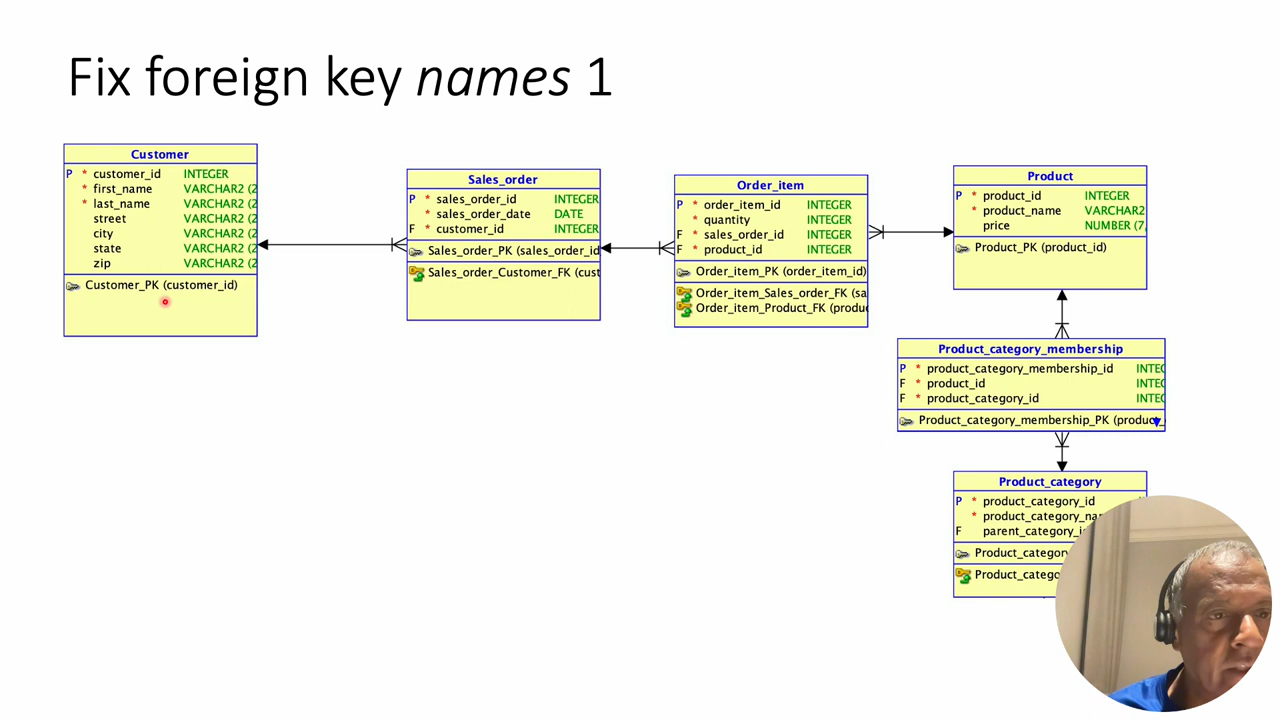 Fix foreign key names 1
Customer
P * customer_id INTEGER
* first_name VARCHAR2 (2
* last_name VARCHAR2 (2
street VARCHAR2 (2
city VARCHAR2 (2
state VARCHAR2 (2
zip VARCHAR2 (2
Customer_PK (customer_id)
Sales_order
P * sales_order_id INTEGER
* sales_order_date DATE
F * customer_id INTEGER
Sales_order_PK (sales_order_id
Sales_order_Customer_FK (cust
Order_item
P * order_item_id INTEGER
* quantity INTEGER
F * sales_order_id INTEGER
F * product_id INTEGER
Order_item_PK (order_item_id)
Order_item_Sales_order_FK (sa
Order_item_Product_FK (produ
Product
P * product_id INTEGER
* product_name VARCHAR2
price NUMBER (7,
Product_PK (product_id)
Product_category_membership
P * product_category_membership_id INTEG
F * product_id INTEG
F * product_category_id INTEG
Product_category_membership_PK (produc
Product_category
P * product_category_id
* product_category_na
F parent_category_i
Product_category
Product_catego